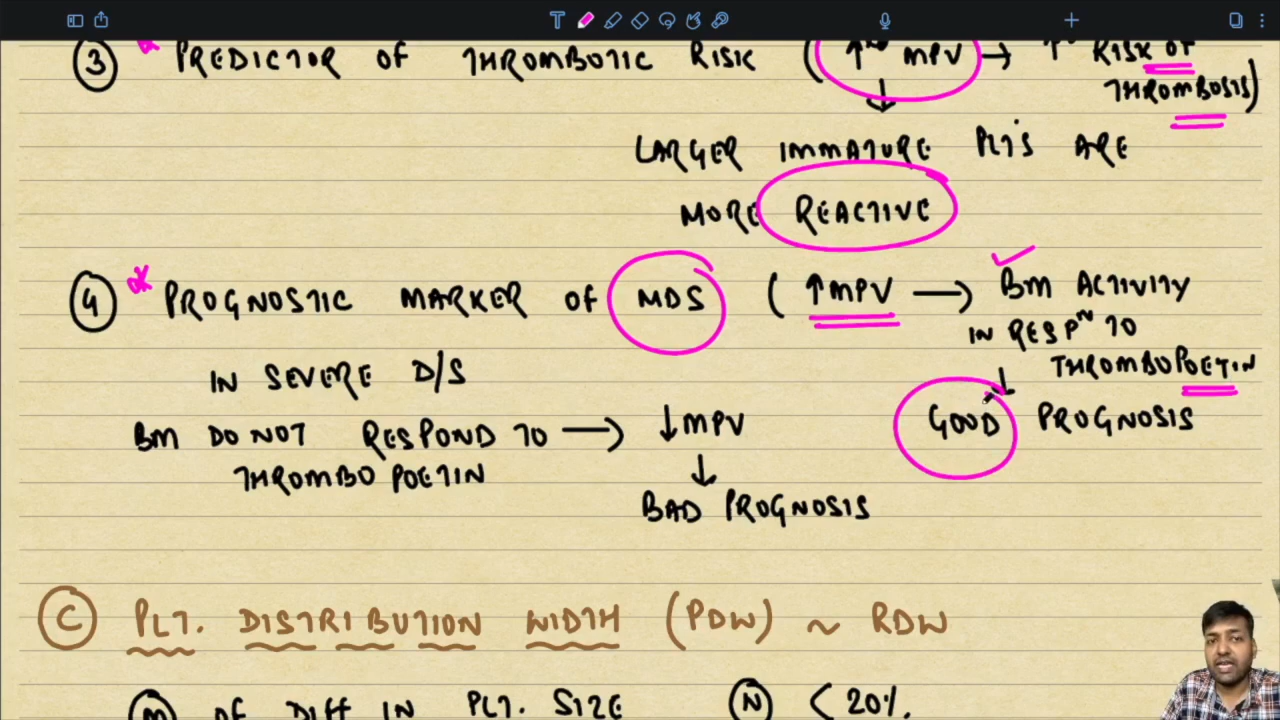 ③ * PREDICTOR OF THROMBOTIC RISK ( ↑ed MPV → ↑ RISK OF
THROMBOSIS)
↓
LARGER IMMATURE PLTS ARE
MORE REACTIVE
④ * PROGNOSTIC MARKER OF MDS ( ↑MPV → BM ACTIVITY
IN RESPn TO
THROMBOPOETIN
↓
GOOD PROGNOSIS
IN SEVERE D/S
BM DO NOT RESPOND TO → ↓MPV
THROMBOPOETIN
↓
BAD PROGNOSIS
Ⓒ PLT. DISTRIBUTION WIDTH (PDW) ~ RDW
Ⓜ OF DIFF IN PLT. SIZE Ⓝ < 20%.